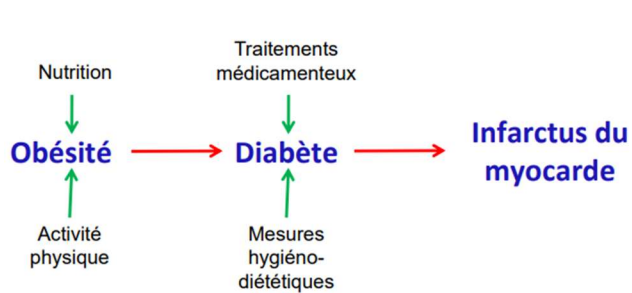 Nutrition
Traitements
médicamenteux
Obésité
Diabète
Infarctus du
myocarde
Activité
physique
Mesures
hygiéno-
diététiques